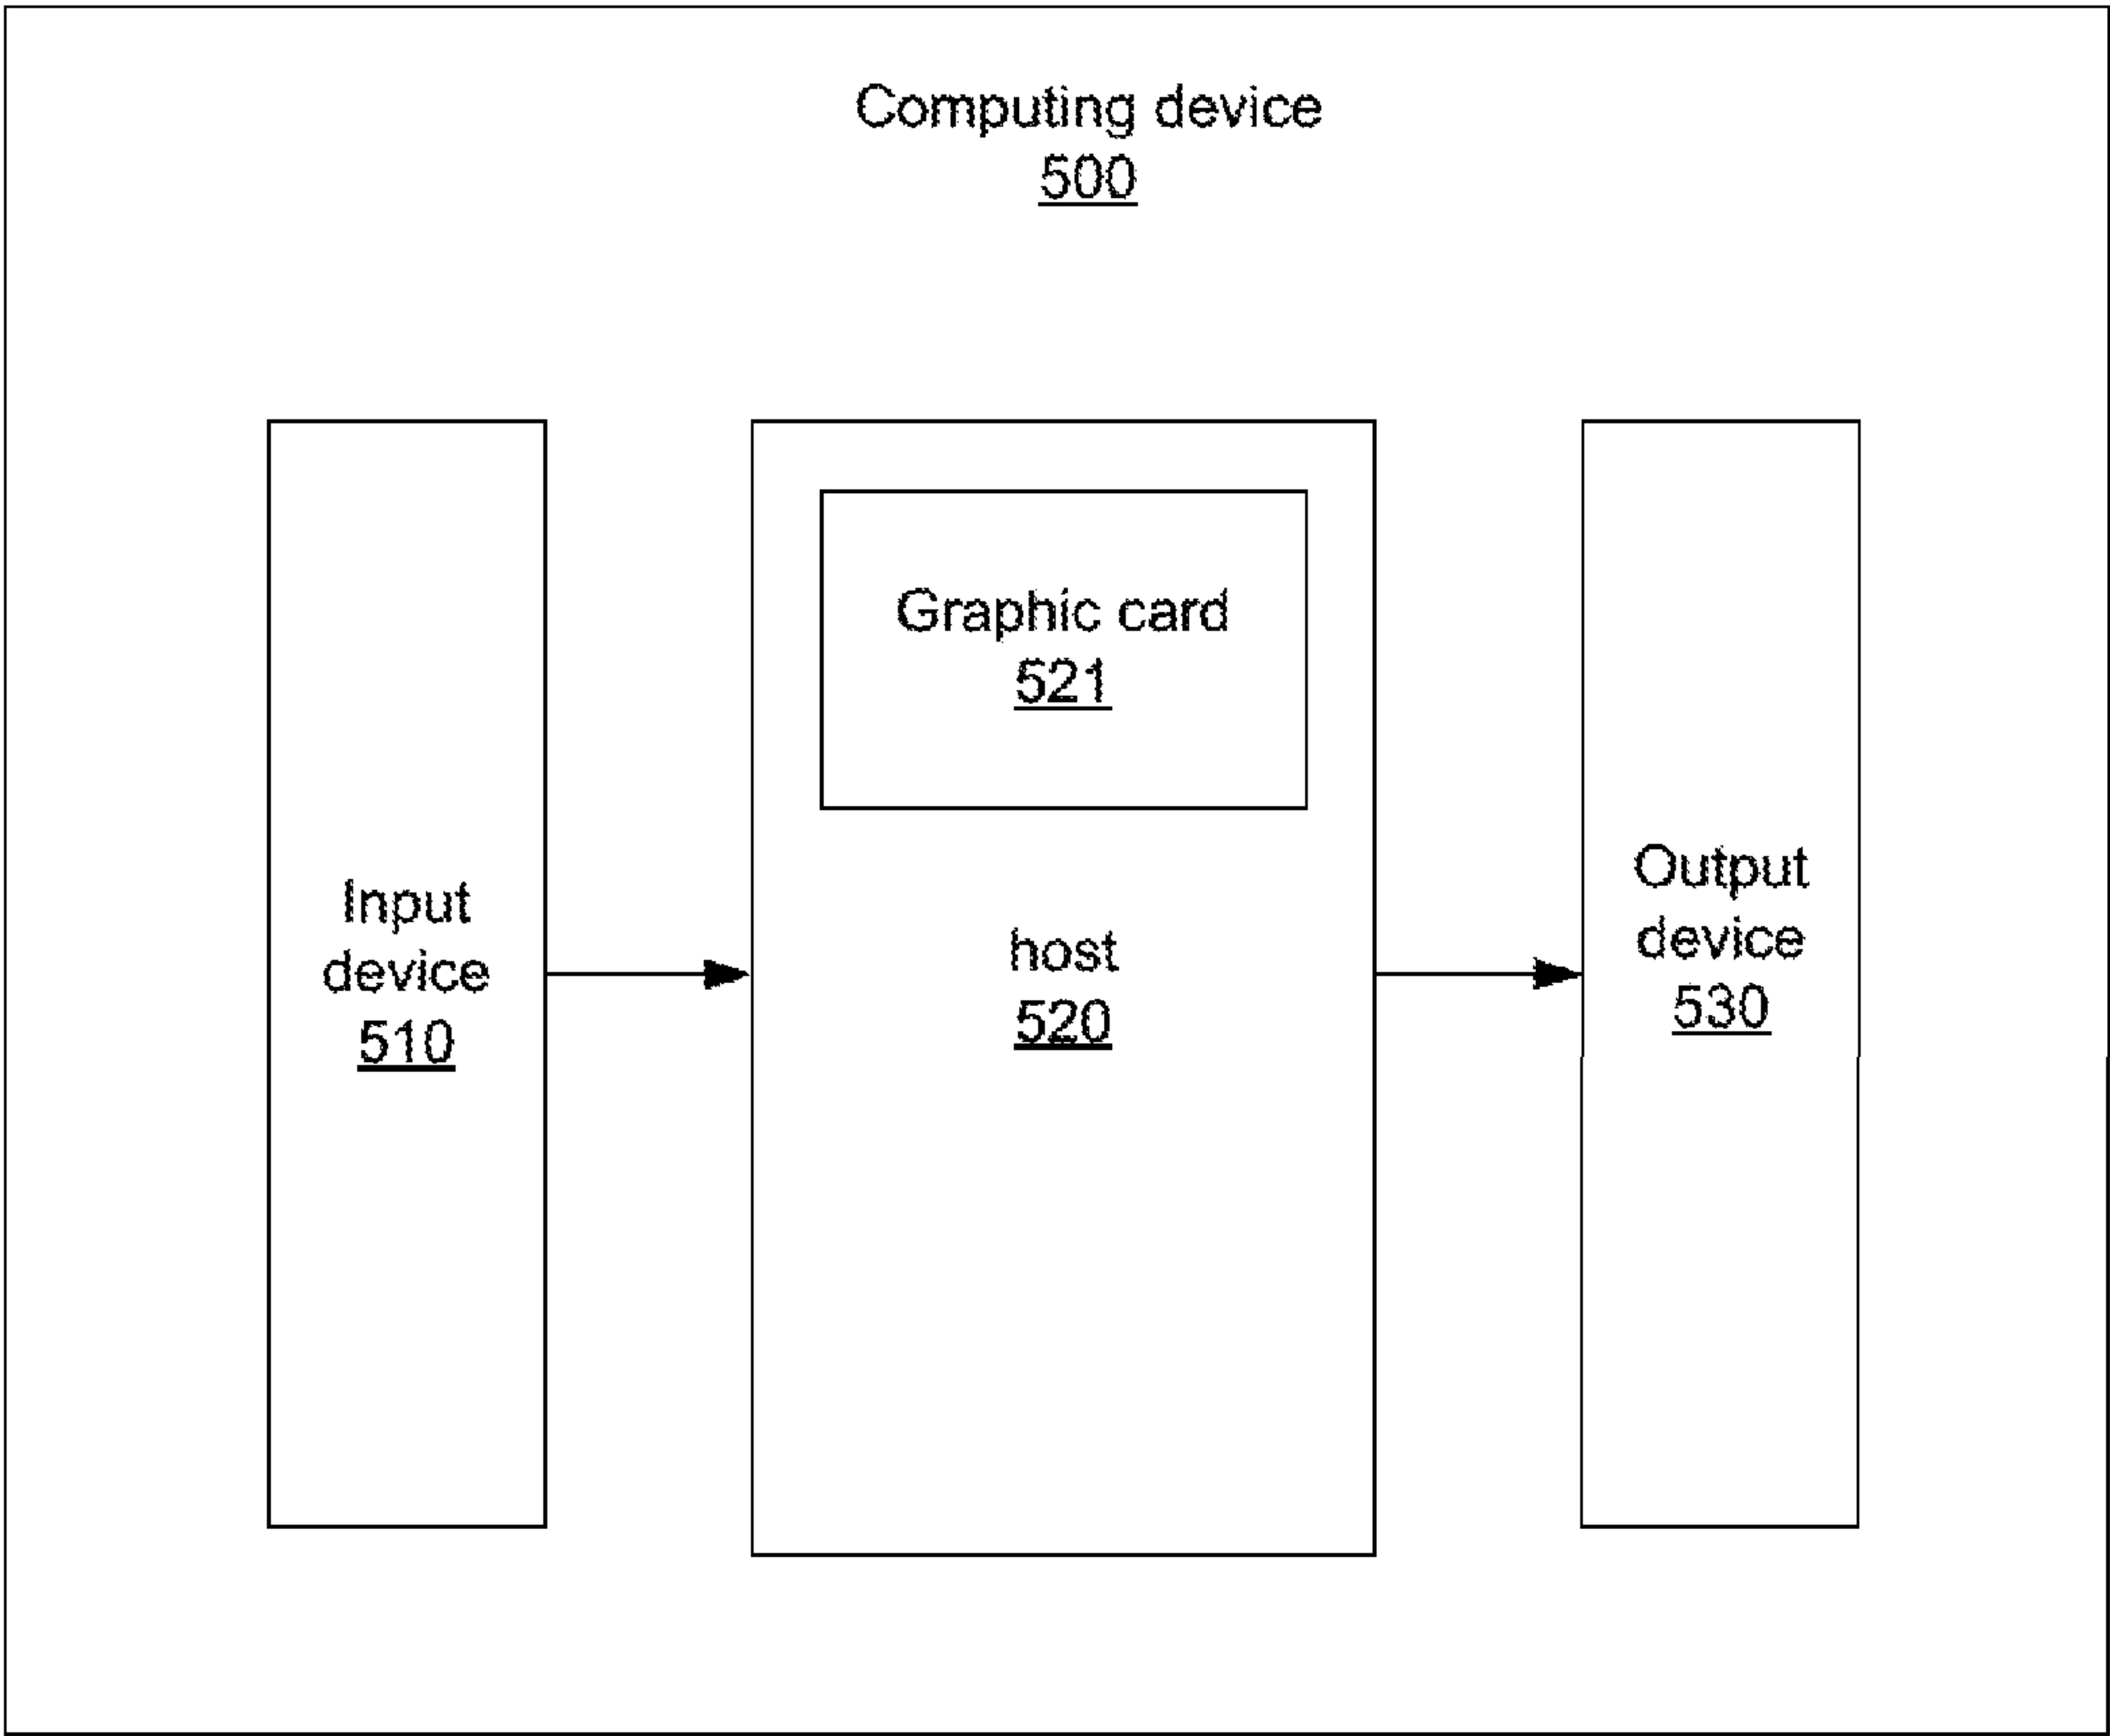 Computing device
500
Graphic card
521
Input
device
510
host
520
Output
device
530